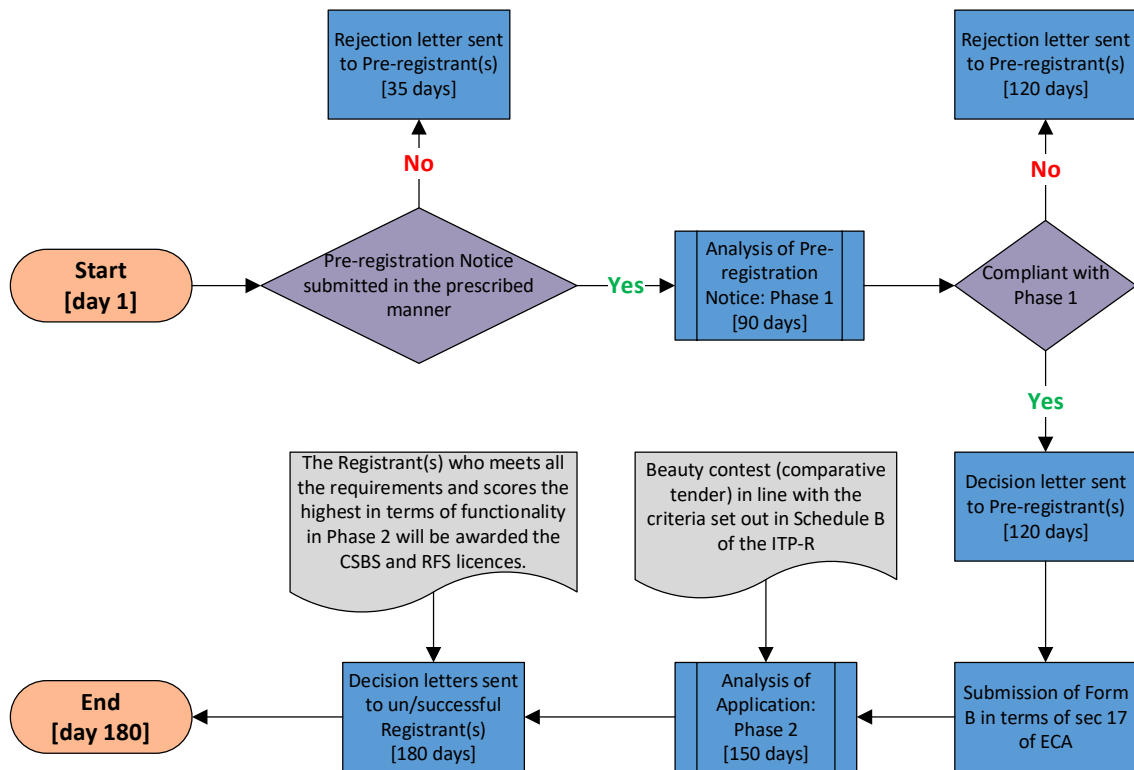 Rejection letter sent
to Pre-registrant(s)
[35 days]
Rejection letter sent
to Pre-registrant(s)
[120 days]
No
No
Start
[day 1]
Pre-registration Notice
submitted in the prescribed
manner
Yes
Analysis of Pre-
registration
Notice: Phase 1
[90 days]
Compliant with
Phase 1
Yes
The Registrant(s) who meets all
the requirements and scores the
highest in terms of functionality
in Phase 2 will be awarded the
CSBS and RFS licences.
Beauty contest (comparative
tender) in line with the
criteria set out in Schedule B
of the ITP-R
Decision letter sent
to Pre-registrant(s)
[120 days]
End
[day 180]
Decision letters sent
to un/successful
Registrant(s)
[180 days]
Analysis of
Application:
Phase 2
[150 days]
Submission of Form
B in terms of sec 17
of ECA